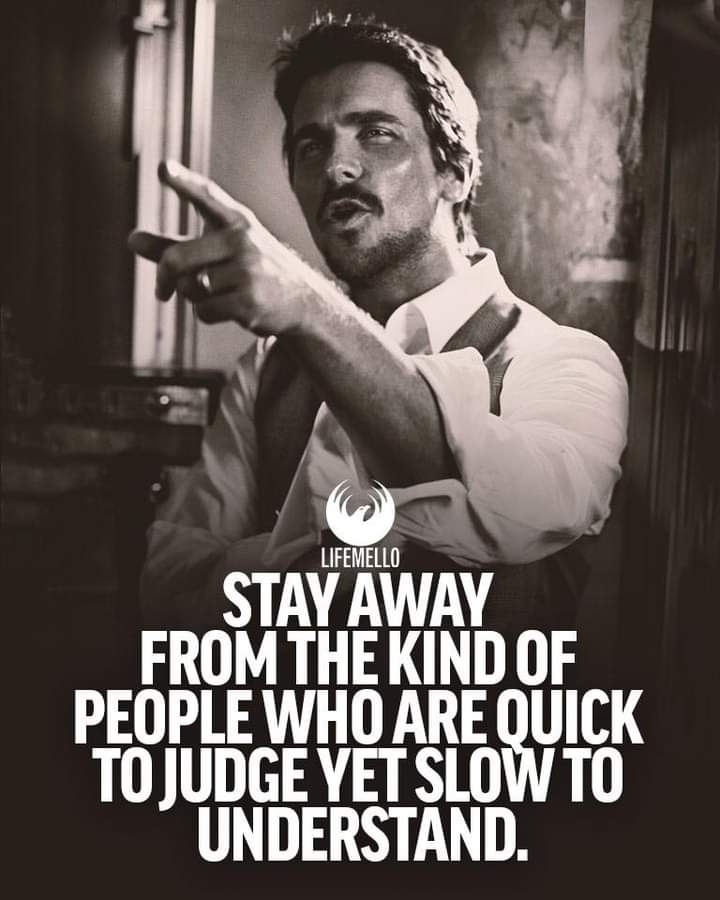 LIFEMELLO
STAY AWAY
FROM THE KIND OF
PEOPLE WHO ARE QUICK
TO JUDGE YET SLOW TO
UNDERSTAND.